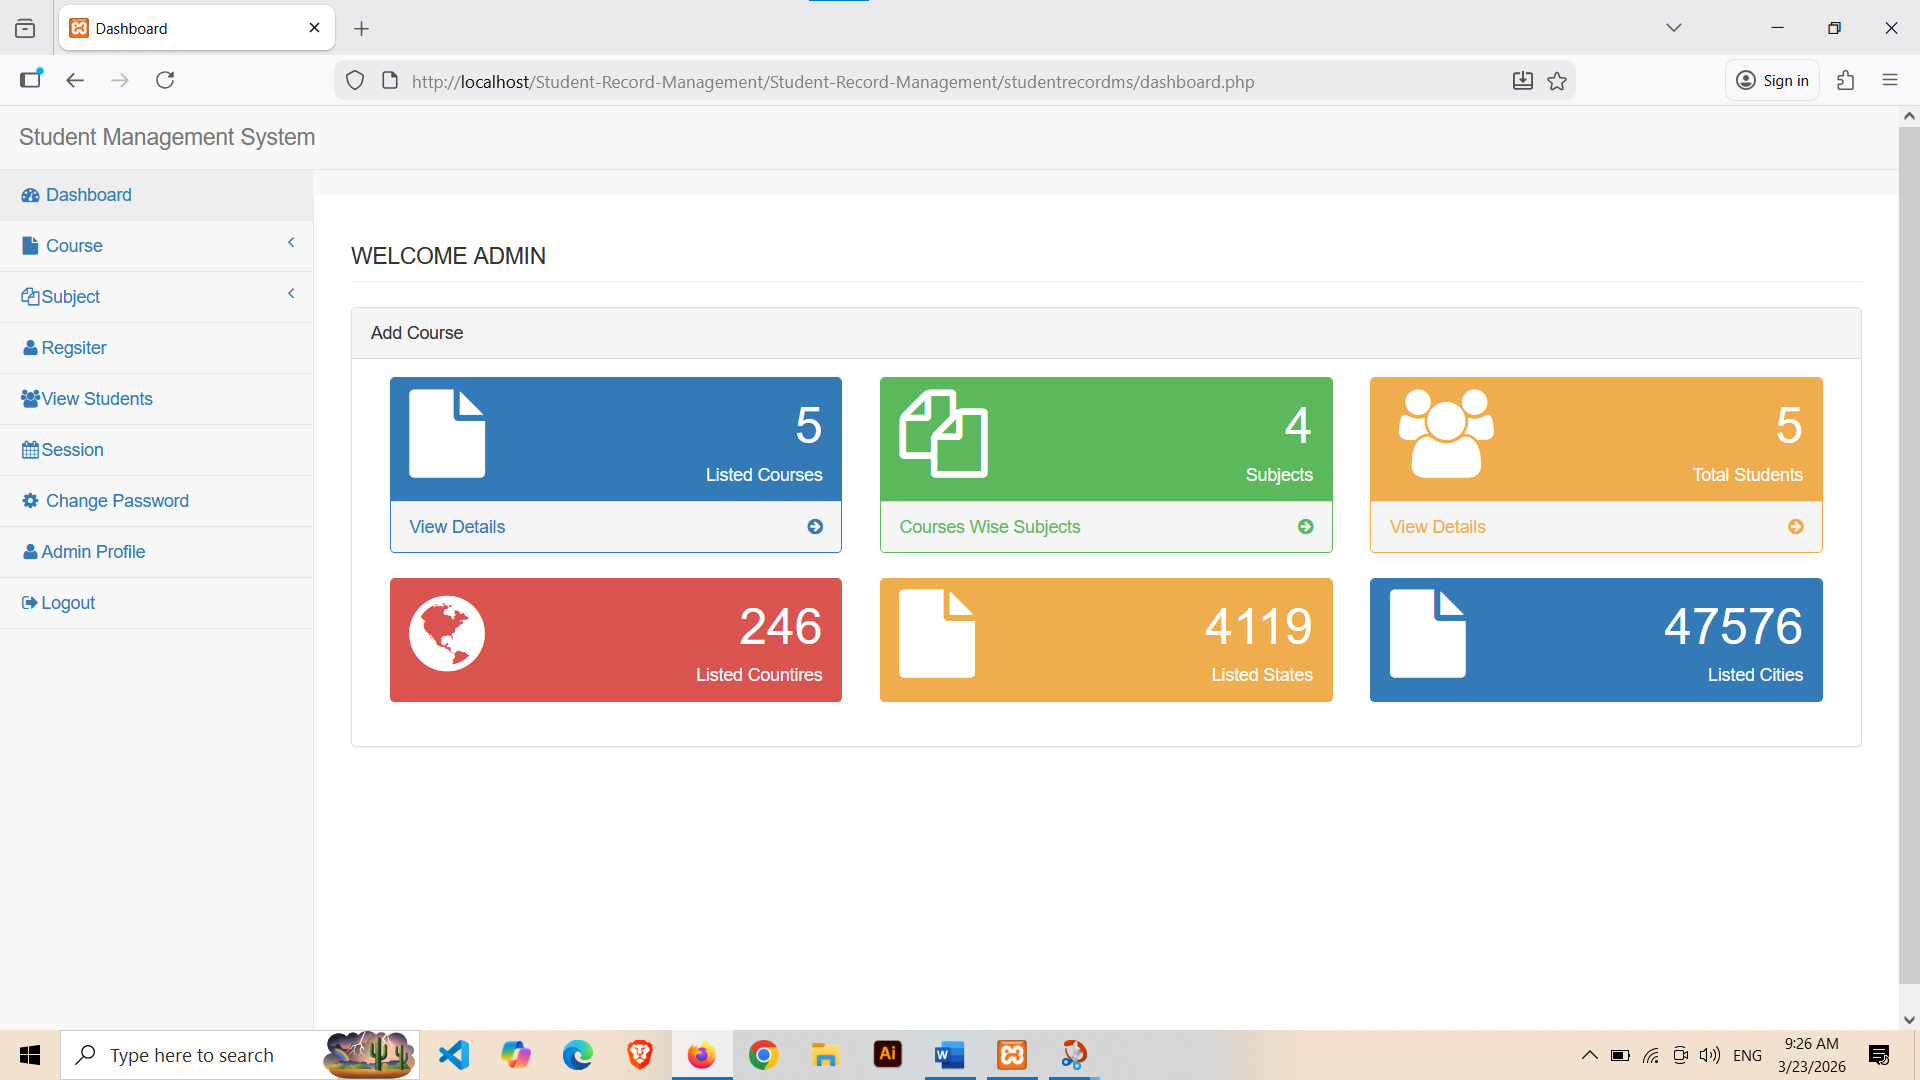 Dashboard
http://localhost/Student-Record-Management/Student-Record-Management/studentrecordms/dashboard.php
Sign in
Student Management System
Dashboard
Course
Subject
Regsiter
View Students
Session
Change Password
Admin Profile
Logout
WELCOME ADMIN
Add Course
5
Listed Courses
View Details
4
Subjects
Courses Wise Subjects
5
Total Students
View Details
246
Listed Countires
4119
Listed States
47576
Listed Cities
Type here to search
Ai
W
ENG
9:26 AM
3/23/2026